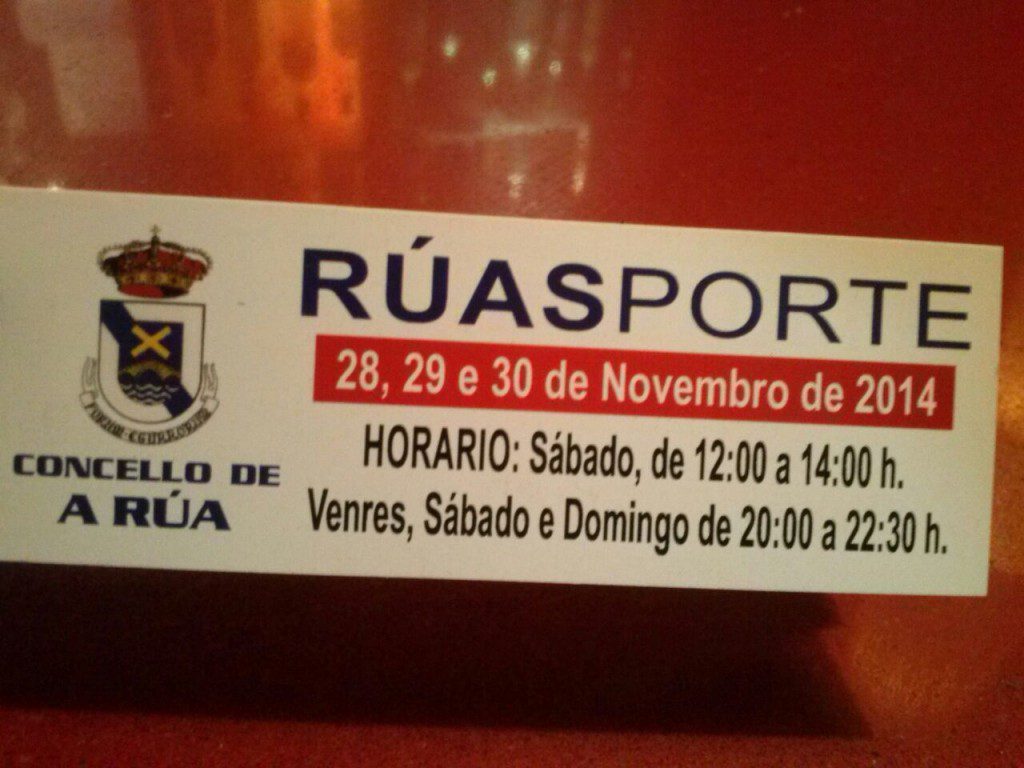 RÚASPORTE
28, 29 e 30 de Novembro de 2014
HORARIO: Sábado, de 12:00 a 14:00 h.
Venres, Sábado e Domingo de 20:00 a 22:30 h.
CONCELLO DE
A RÚA